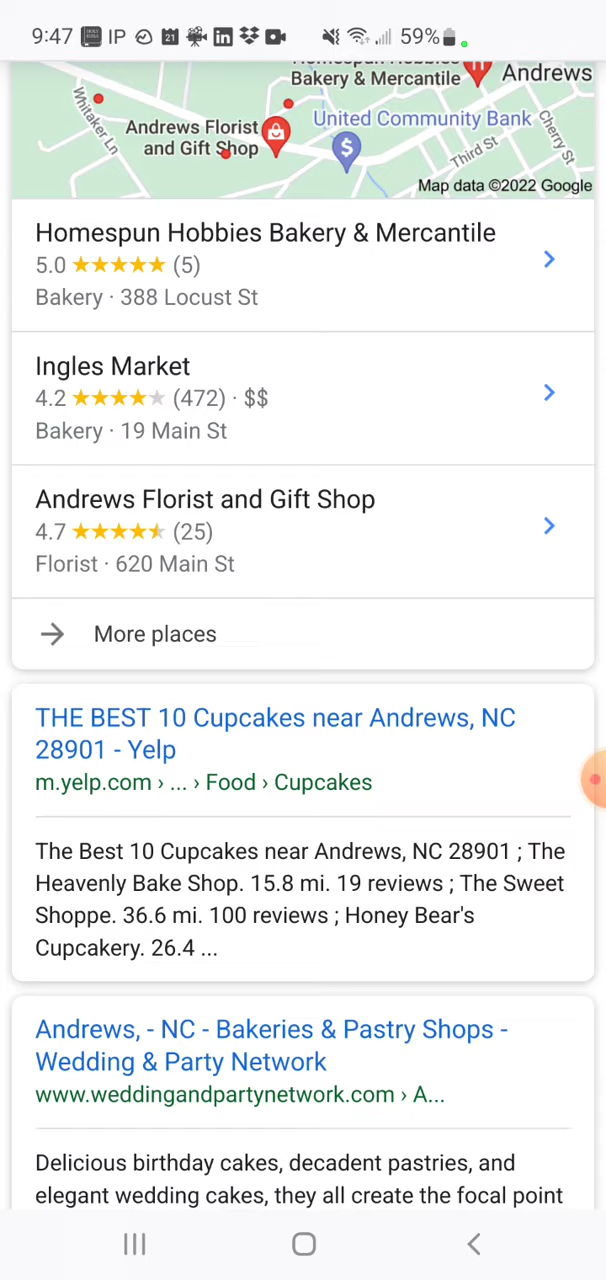 9:47 IP 21 in 59%
Bakery & Mercantile
Andrews
Whitaker Ln
Andrews Florist
and Gift Shop
United Community Bank
$
Third St
Cherry St
Map data ©2022 Google
Homespun Hobbies Bakery & Mercantile
5.0 ★★★★★ (5)
Bakery · 388 Locust St
Ingles Market
4.2 ★★★★★ (472) · $$
Bakery · 19 Main St
Andrews Florist and Gift Shop
4.7 ★★★★★ (25)
Florist · 620 Main St
More places
THE BEST 10 Cupcakes near Andrews, NC
28901 - Yelp
m.yelp.com › ... › Food › Cupcakes
The Best 10 Cupcakes near Andrews, NC 28901 ; The
Heavenly Bake Shop. 15.8 mi. 19 reviews ; The Sweet
Shoppe. 36.6 mi. 100 reviews ; Honey Bear's
Cupcakery. 26.4 ...
Andrews, - NC - Bakeries & Pastry Shops -
Wedding & Party Network
www.weddingandpartynetwork.com › A...
Delicious birthday cakes, decadent pastries, and
elegant wedding cakes, they all create the focal point